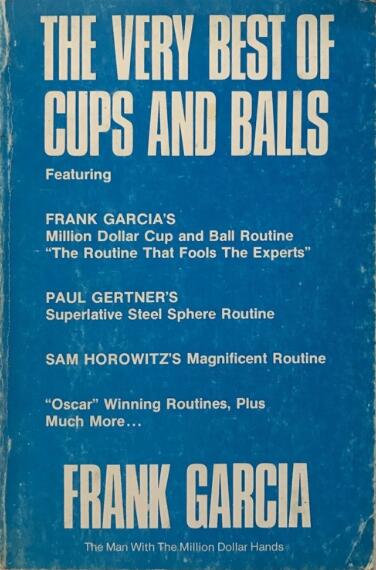 THE VERY BEST OF
CUPS AND BALLS
Featuring
FRANK GARCIA'S
Million Dollar Cup and Ball Routine
“The Routine That Fools The Experts”
PAUL GERTNER'S
Superlative Steel Sphere Routine
SAM HOROWITZ'S Magnificent Routine
“Oscar” Winning Routines, Plus
Much More...
FRANK GARCIA
The Man With The Million Dollar Hands